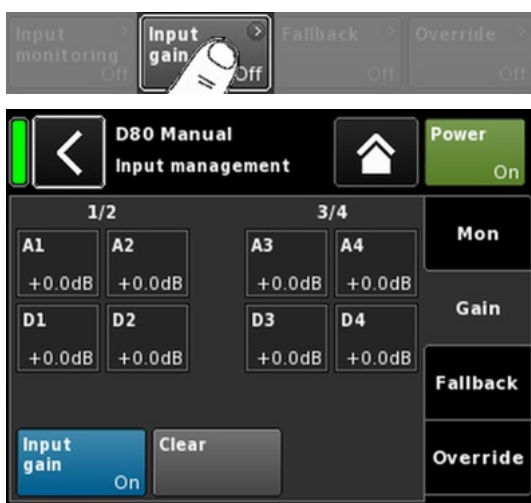 Input monitoring Off
Input gain Off
Fallback Off
Override Off
D80 Manual
Input management
Power On
1/2 3/4
A1 A2 A3 A4
+0.0dB +0.0dB +0.0dB +0.0dB
D1 D2 D3 D4
+0.0dB +0.0dB +0.0dB +0.0dB
Mon
Gain
Fallback
Override
Input gain On
Clear